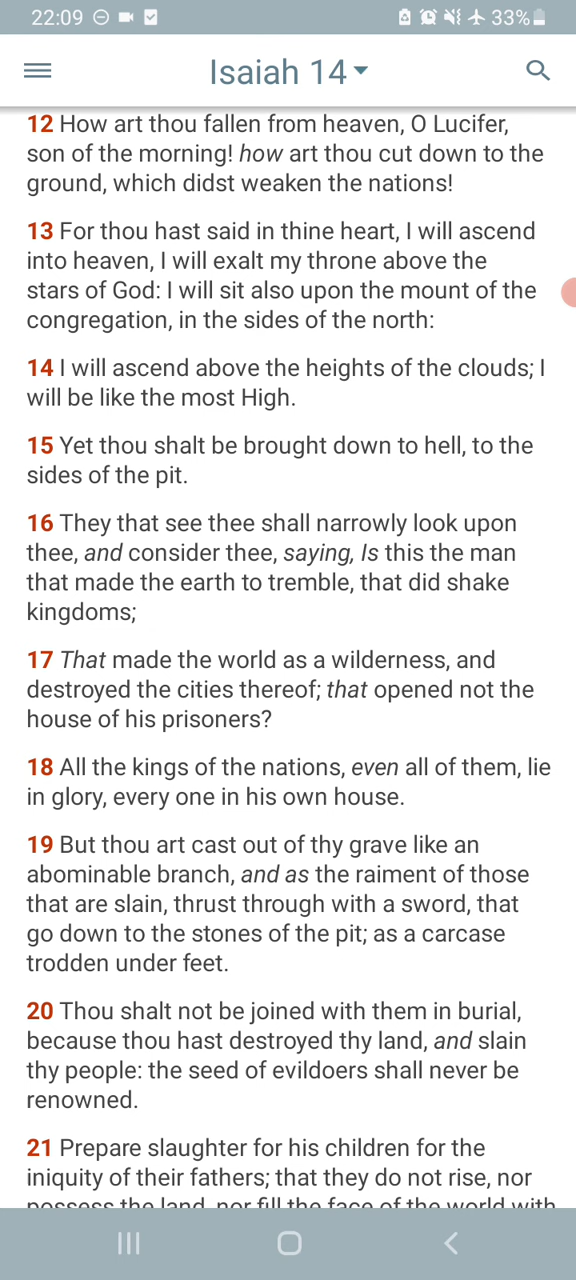 22:09 33%
Isaiah 14
12 How art thou fallen from heaven, O Lucifer,
son of the morning! how art thou cut down to the
ground, which didst weaken the nations!
13 For thou hast said in thine heart, I will ascend
into heaven, I will exalt my throne above the
stars of God: I will sit also upon the mount of the
congregation, in the sides of the north:
14 I will ascend above the heights of the clouds; I
will be like the most High.
15 Yet thou shalt be brought down to hell, to the
sides of the pit.
16 They that see thee shall narrowly look upon
thee, and consider thee, saying, Is this the man
that made the earth to tremble, that did shake
kingdoms;
17 That made the world as a wilderness, and
destroyed the cities thereof; that opened not the
house of his prisoners?
18 All the kings of the nations, even all of them, lie
in glory, every one in his own house.
19 But thou art cast out of thy grave like an
abominable branch, and as the raiment of those
that are slain, thrust through with a sword, that
go down to the stones of the pit; as a carcase
trodden under feet.
20 Thou shalt not be joined with them in burial,
because thou hast destroyed thy land, and slain
thy people: the seed of evildoers shall never be
renowned.
21 Prepare slaughter for his children for the
iniquity of their fathers; that they do not rise, nor
possess the land, nor fill the face of the world with